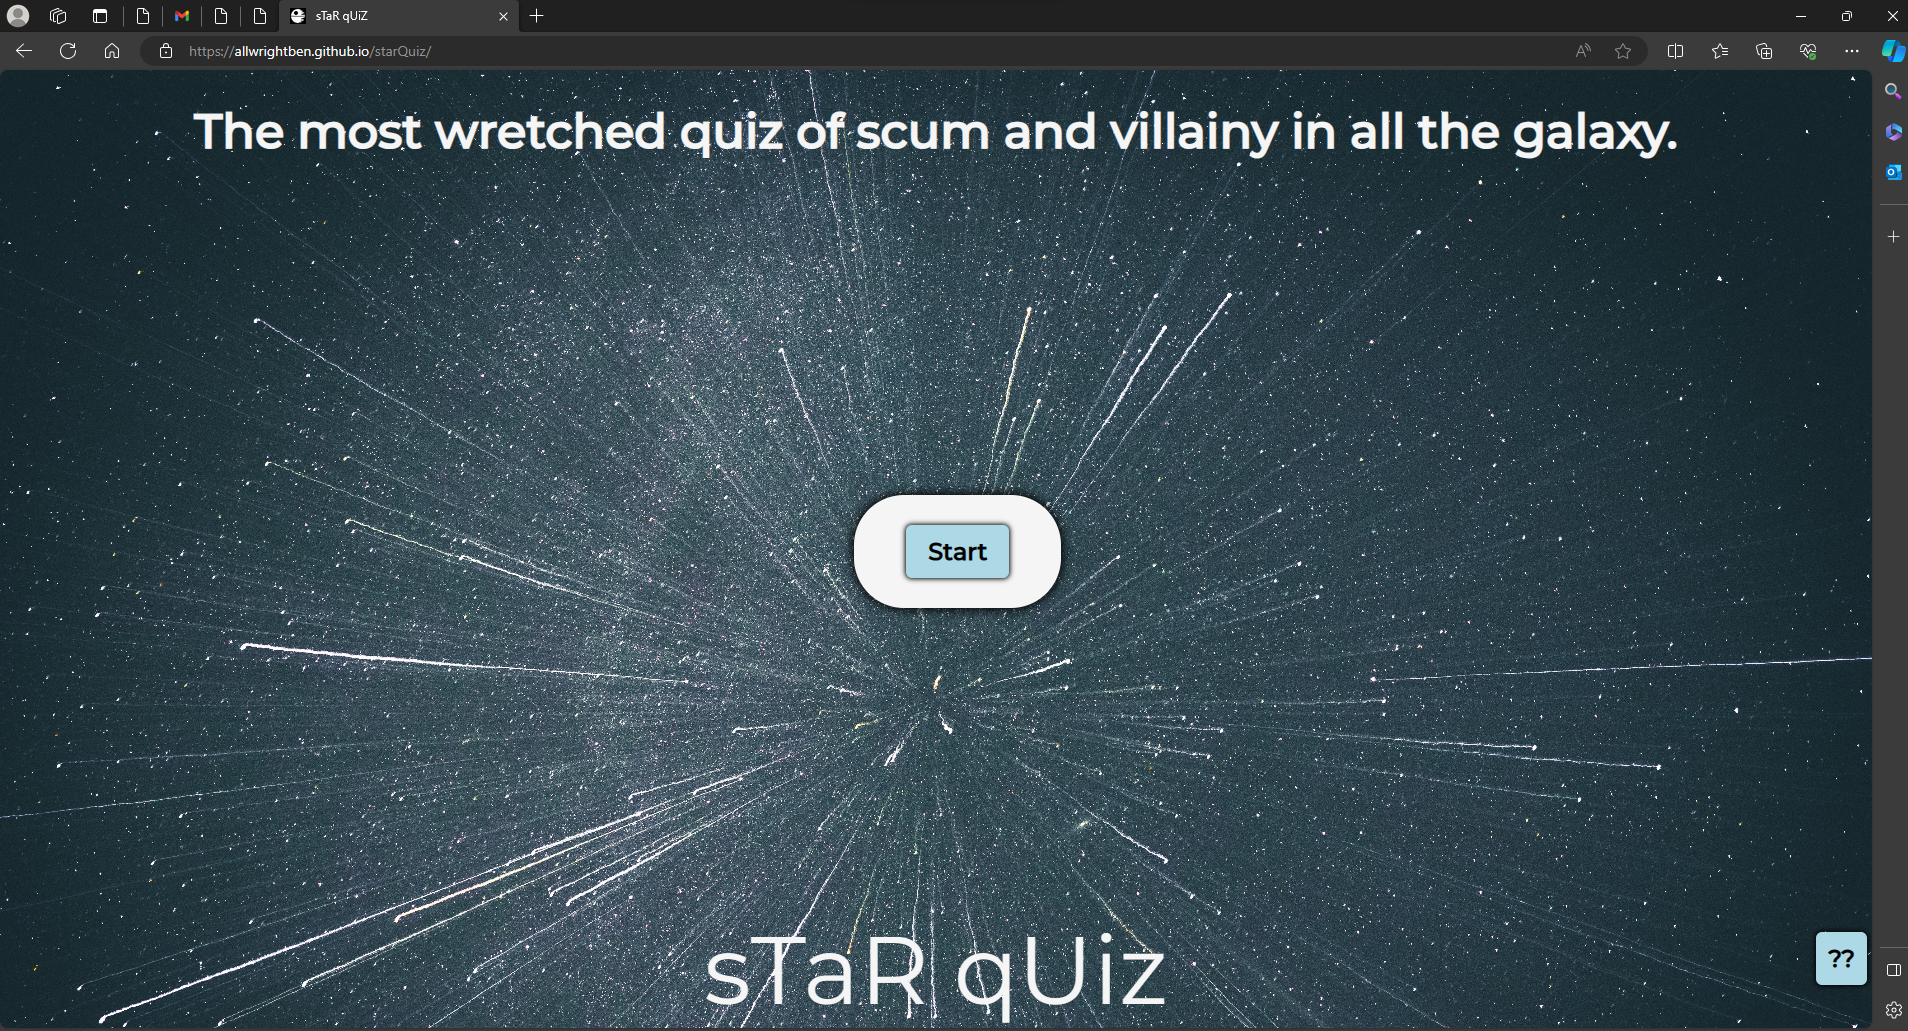 sTaR qUiZ
https://allwrightben.github.io/starQuiz/
The most wretched quiz of scum and villainy in all the galaxy.
Start
sTaR qUiz
??